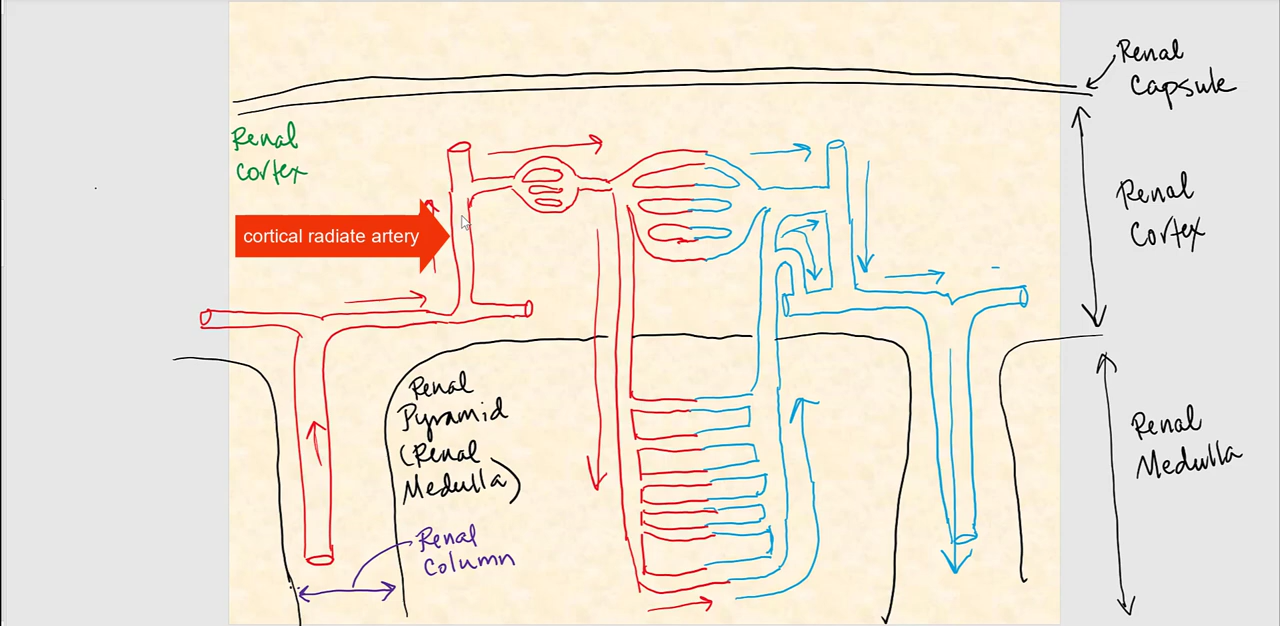 Renal
Capsule
Renal
Cortex
cortical radiate artery
Renal
Cortex
Renal
Pyramid
(Renal
Medulla)
Renal
Column
Renal
Medulla